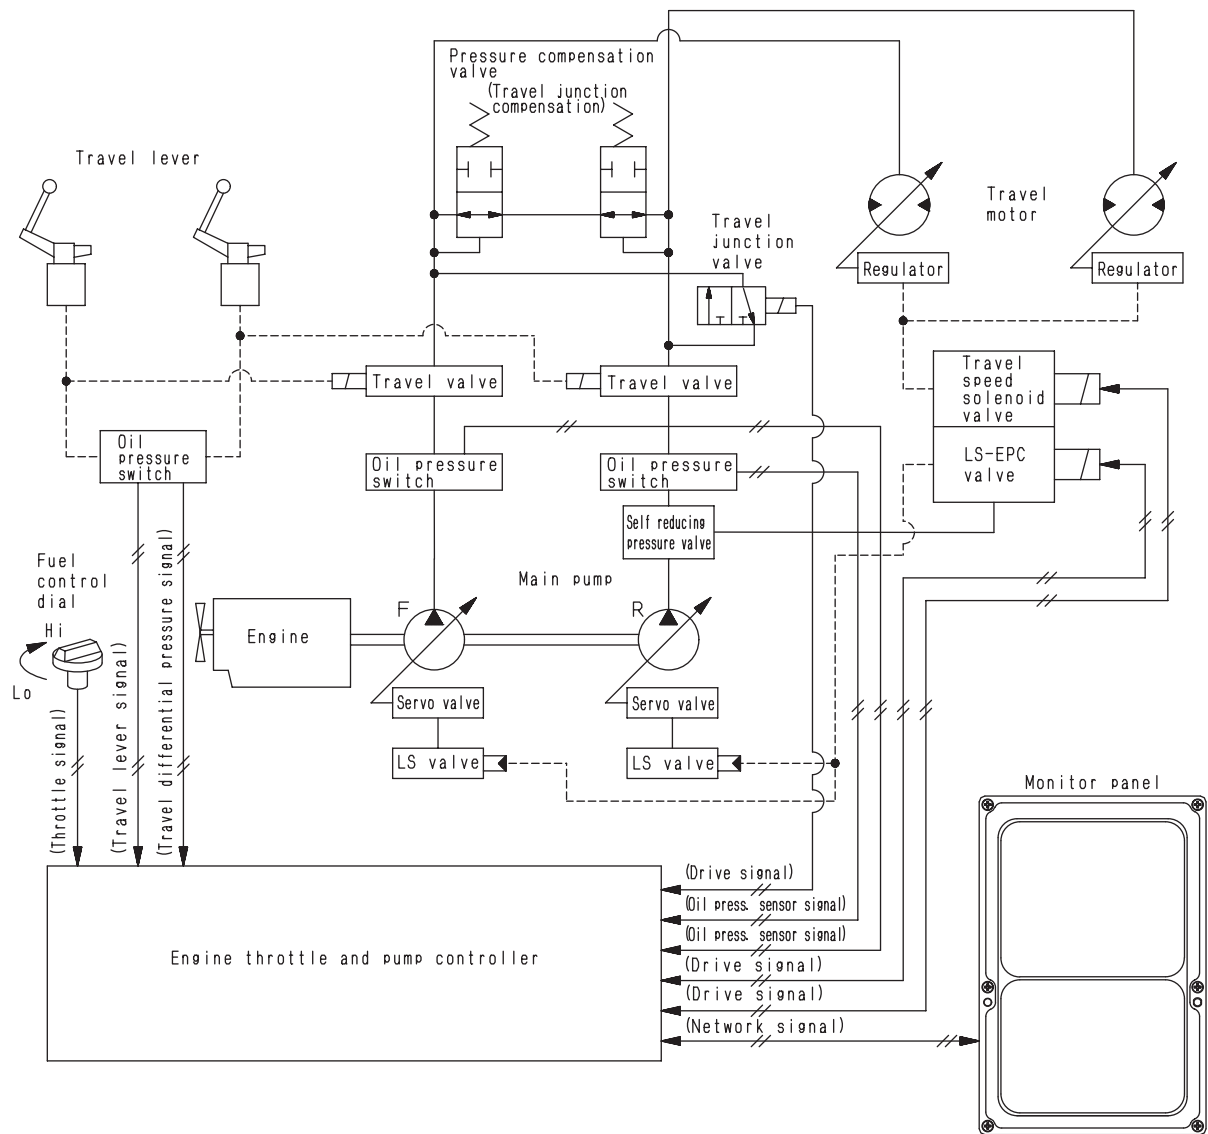 Pressure compensation
valve
(Travel junction
compensation)
Travel lever
Travel
motor
Travel
junction
valve
Regulator
Regulator
Travel valve
Travel valve
Travel
speed
solenoid
valve
LS-EPC
valve
Oil
pressure
switch
Oil pressure
switch
Oil pressure
switch
Self reducing
pressure valve
Fuel
control
dial
Hi
Lo
Main pump
F
R
Engine
Servo valve
Servo valve
LS valve
LS valve
(Throttle signal)
(Travel lever signal)
(Travel differential pressure signal)
Monitor panel
(Drive signal)
(Oil press. sensor signal)
(Oil press. sensor signal)
(Drive signal)
(Drive signal)
(Network signal)
Engine throttle and pump controller